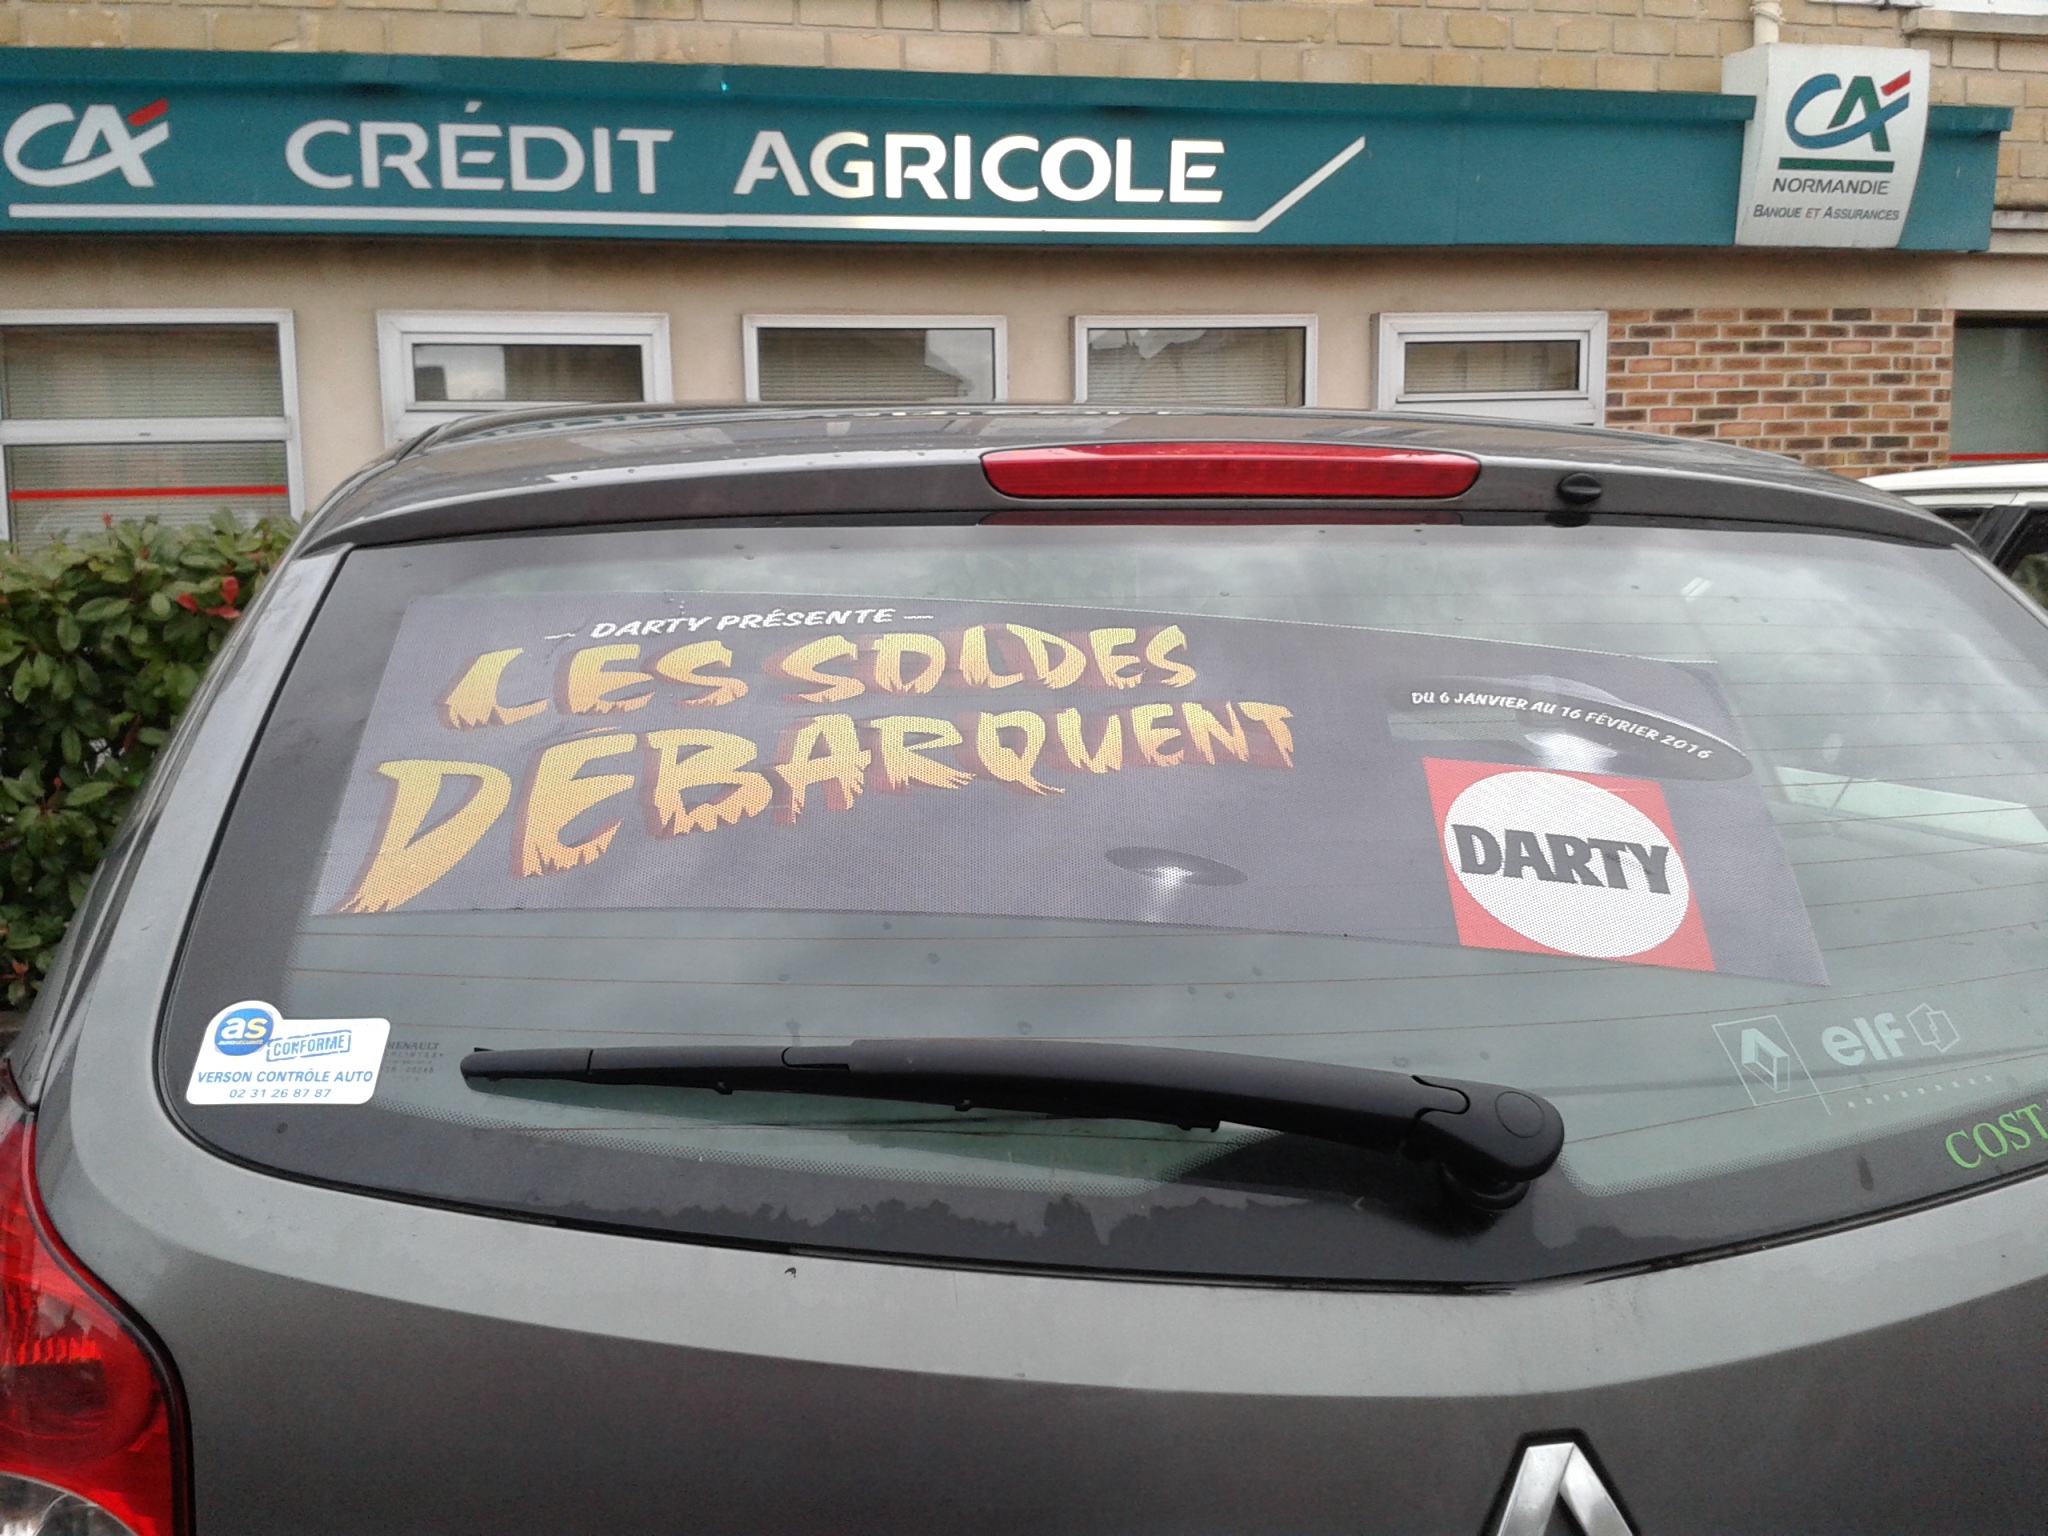 CA CRÉDIT AGRICOLE
CA
NORMANDIE
BANQUE ET ASSURANCES
— DARTY PRÉSENTE —
LES SOLDES
DÉBARQUENT
DU 6 JANVIER AU 16 FÉVRIER 2016
DARTY
as
CONFORME
VERSON CONTRÔLE AUTO
02 31 26 87 87
RENAULT
elf
COST